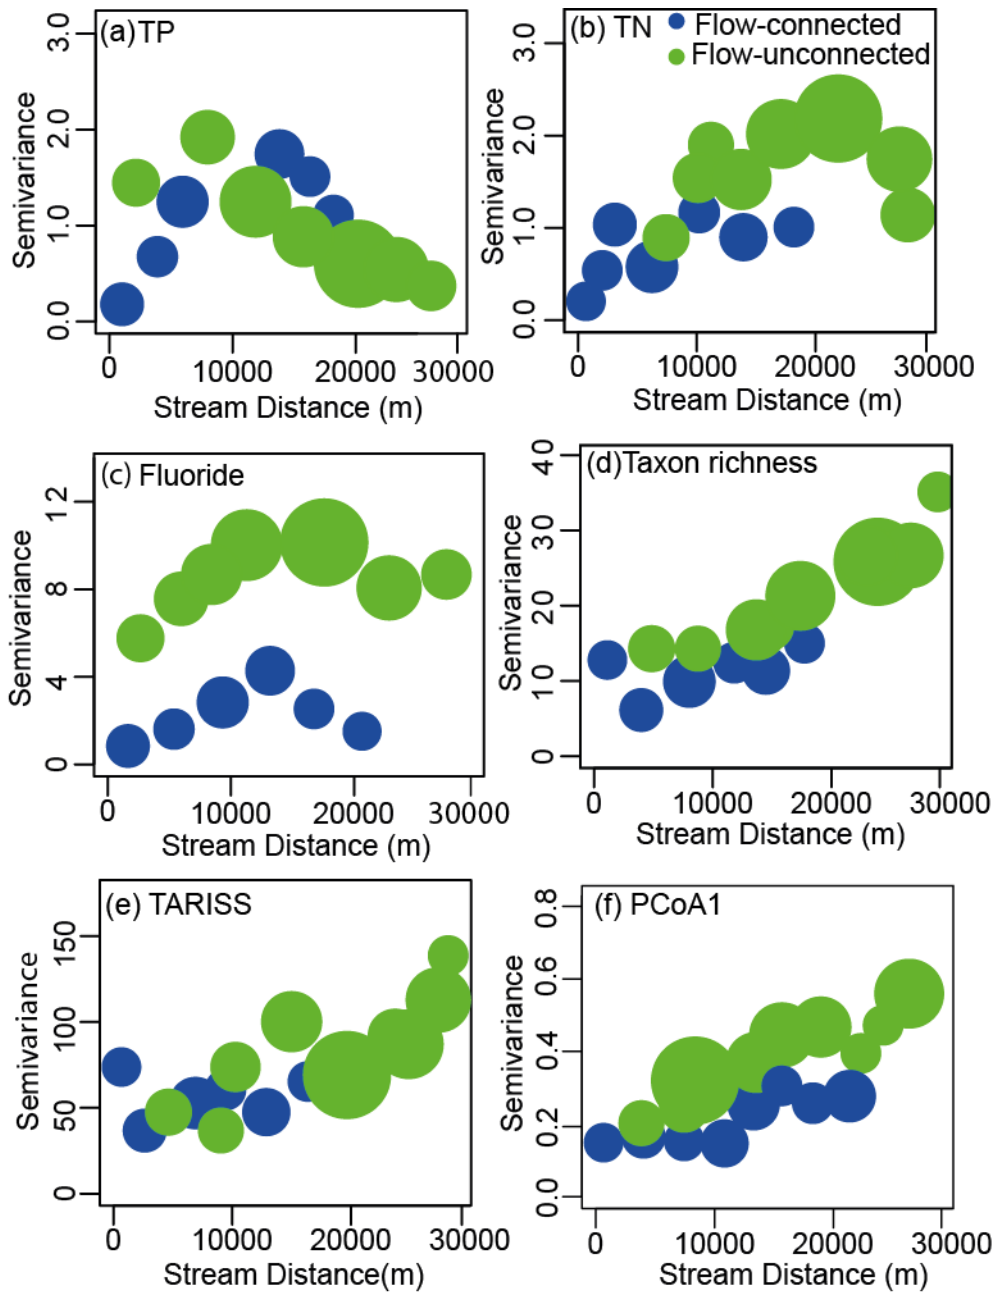 (a)TP
3.0
2.0
1.0
0.0
Semivariance
0 10000 20000 30000
Stream Distance (m)
(b) TN
Flow-connected
Flow-unconnected
3.0
2.0
1.0
0.0
Semivariance
0 10000 20000 30000
Stream Distance (m)
(c) Fluoride
12
8
4
0
Semivariance
0 10000 20000 30000
Stream Distance (m)
(d)Taxon richness
40
30
20
10
0
Semivariance
0 10000 20000 30000
Stream Distance (m)
(e) TARISS
150
100
50
0
Semivariance
0 10000 20000 30000
Stream Distance(m)
(f) PCoA1
0.8
0.6
0.4
0.2
0.0
Semivariance
0 10000 20000 30000
Stream Distance (m)